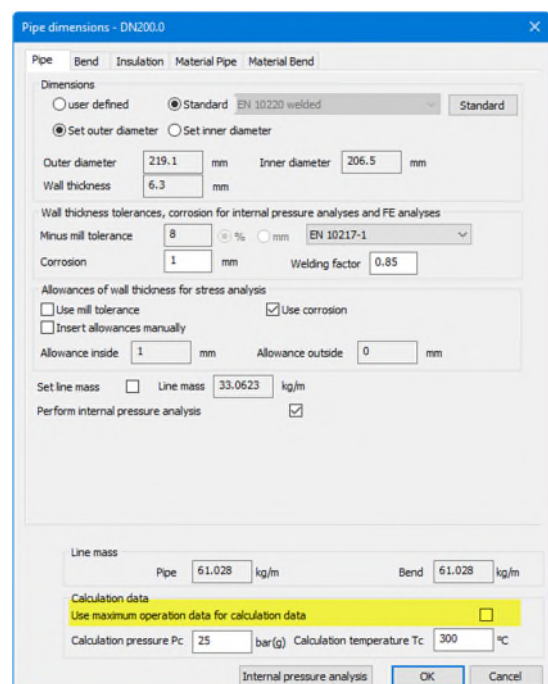 Pipe dimensions - DN200.0
Pipe Bend Insulation Material Pipe Material Bend
Dimensions
user defined Standard EN 10220 welded Standard
Set outer diameter Set inner diameter
Outer diameter 219.1 mm Inner diameter 206.5 mm
Wall thickness 6.3 mm
Wall thickness tolerances, corrosion for internal pressure analyses and FE analyses
Minus mill tolerance 8 % mm EN 10217-1
Corrosion 1 mm Welding factor 0.85
Allowances of wall thickness for stress analysis
Use mill tolerance Use corrosion
Insert allowances manually
Allowance inside 1 mm Allowance outside 0 mm
Set line mass Line mass 33.0623 kg/m
Perform internal pressure analysis
Line mass
Pipe 61.028 kg/m Bend 61.028 kg/m
Calculation data
Use maximum operation data for calculation data
Calculation pressure Pc 25 bar(g) Calculation temperature Tc 300 °C
Internal pressure analysis OK Cancel